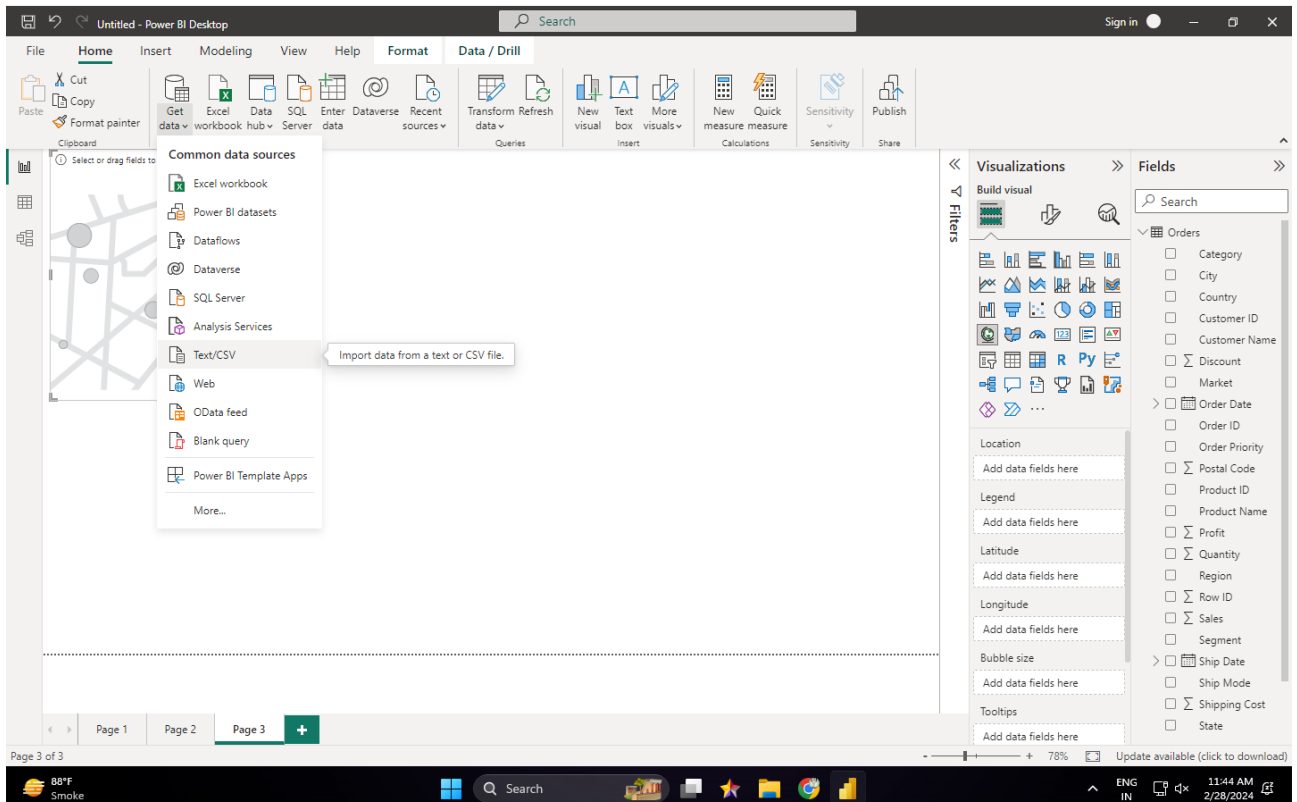 Untitled - Power BI Desktop
Search
Sign in
File Home Insert Modeling View Help Format Data / Drill
Paste
Cut
Copy
Format painter
Clipboard
Get data
Excel workbook
Data hub
SQL Server
Enter data
Dataverse
Recent sources
Transform data
Refresh
Queries
New visual
Text box
More visuals
Insert
New measure
Quick measure
Calculations
Sensitivity
Sensitivity
Publish
Share
Select or drag fields to
Common data sources
Excel workbook
Power BI datasets
Dataflows
Dataverse
SQL Server
Analysis Services
Text/CSV
Import data from a text or CSV file.
Web
OData feed
Blank query
Power BI Template Apps
More...
Filters
Visualizations
Build visual
123
R
Py
...
Location
Add data fields here
Legend
Add data fields here
Latitude
Add data fields here
Longitude
Add data fields here
Bubble size
Add data fields here
Tooltips
Add data fields here
Fields
Search
Orders
Category
City
Country
Customer ID
Customer Name
∑ Discount
Market
Order Date
Order ID
Order Priority
∑ Postal Code
Product ID
Product Name
∑ Profit
∑ Quantity
Region
∑ Row ID
∑ Sales
Segment
Ship Date
Ship Mode
∑ Shipping Cost
State
Page 1 Page 2 Page 3 +
Page 3 of 3
- + 78%
Update available (click to download)
88°F
Smoke
Search
ENG
IN
11:44 AM
2/28/2024